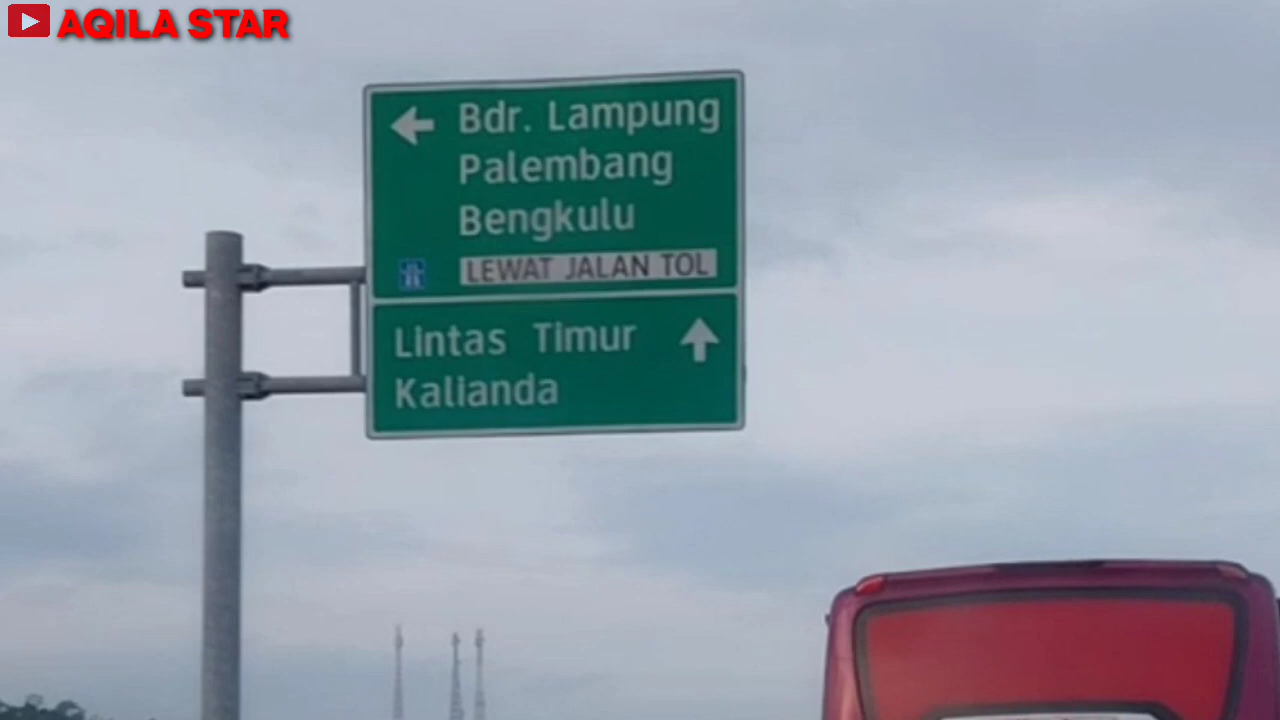 AQILA STAR
Bdr. Lampung
Palembang
Bengkulu
LEWAT JALAN TOL
Lintas Timur
Kalianda